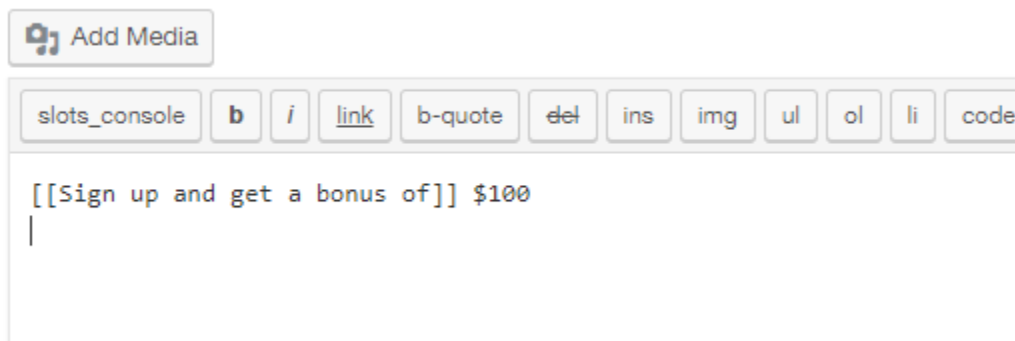 Add Media
slots_console b i link b-quote del ins img ul ol li code
[[Sign up and get a bonus of]] $100